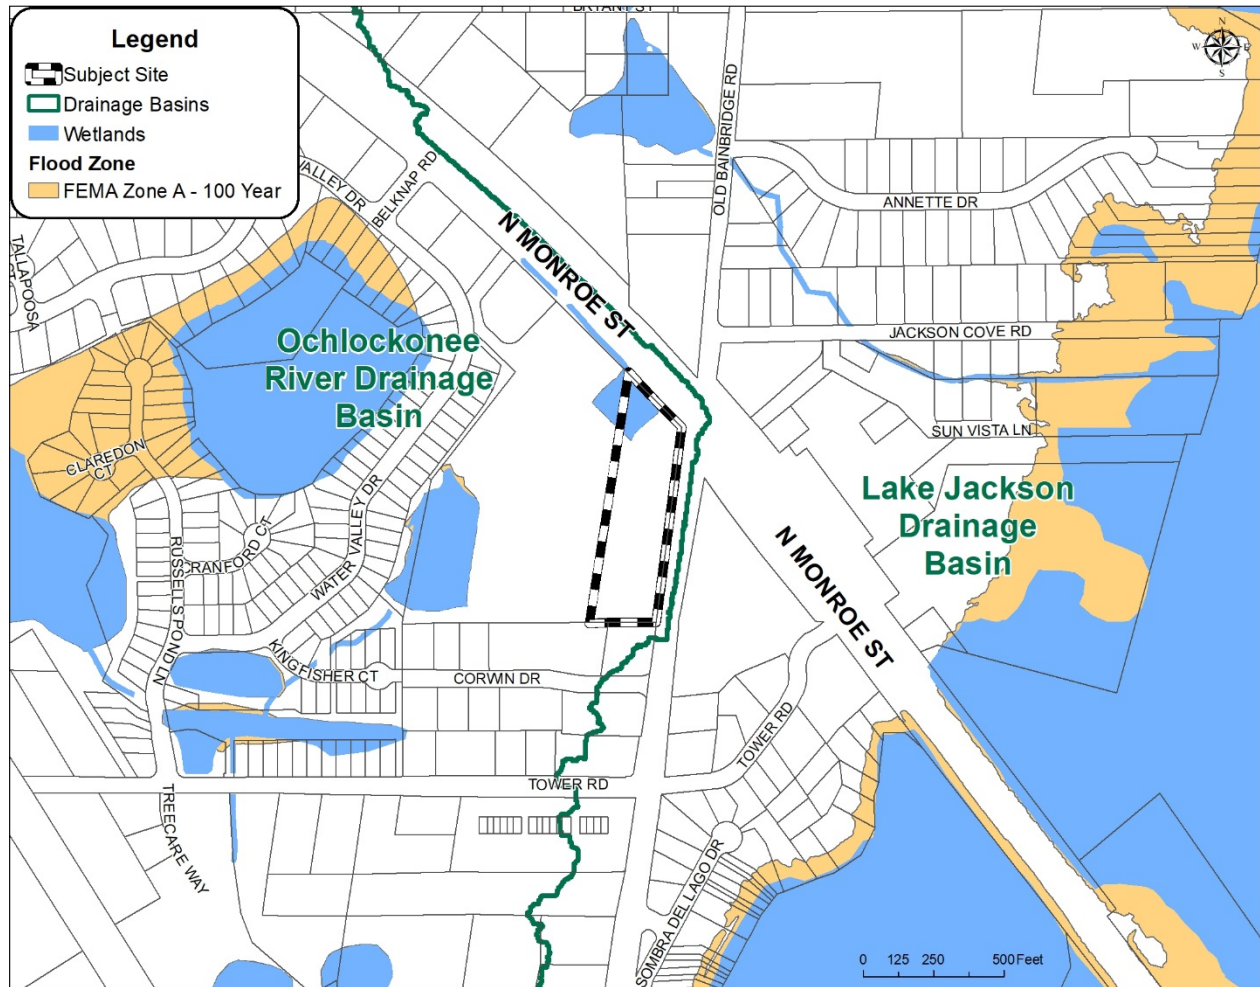 BRYANT ST
Legend
Subject Site
Drainage Basins
Wetlands
Flood Zone
FEMA Zone A - 100 Year
N
W
E
S
OLD BAINBRIDGE RD
VALLEY DR
BELKNAP RD
ANNETTE DR
TALLAPOOSA
N MONROE ST
JACKSON COVE RD
Ochlockonee
River Drainage
Basin
SUN VISTA LN
CLAREDON
CT
Lake Jackson
Drainage
Basin
RUSSELLS POND LN
CRANFORD CT
WATER VALLEY DR
N MONROE ST
KINGFISHER CT
CORWIN DR
TOWER RD
TOWER RD
TREECARE WAY
SOMBRA DEL LAGO DR
0 125 250 500 Feet